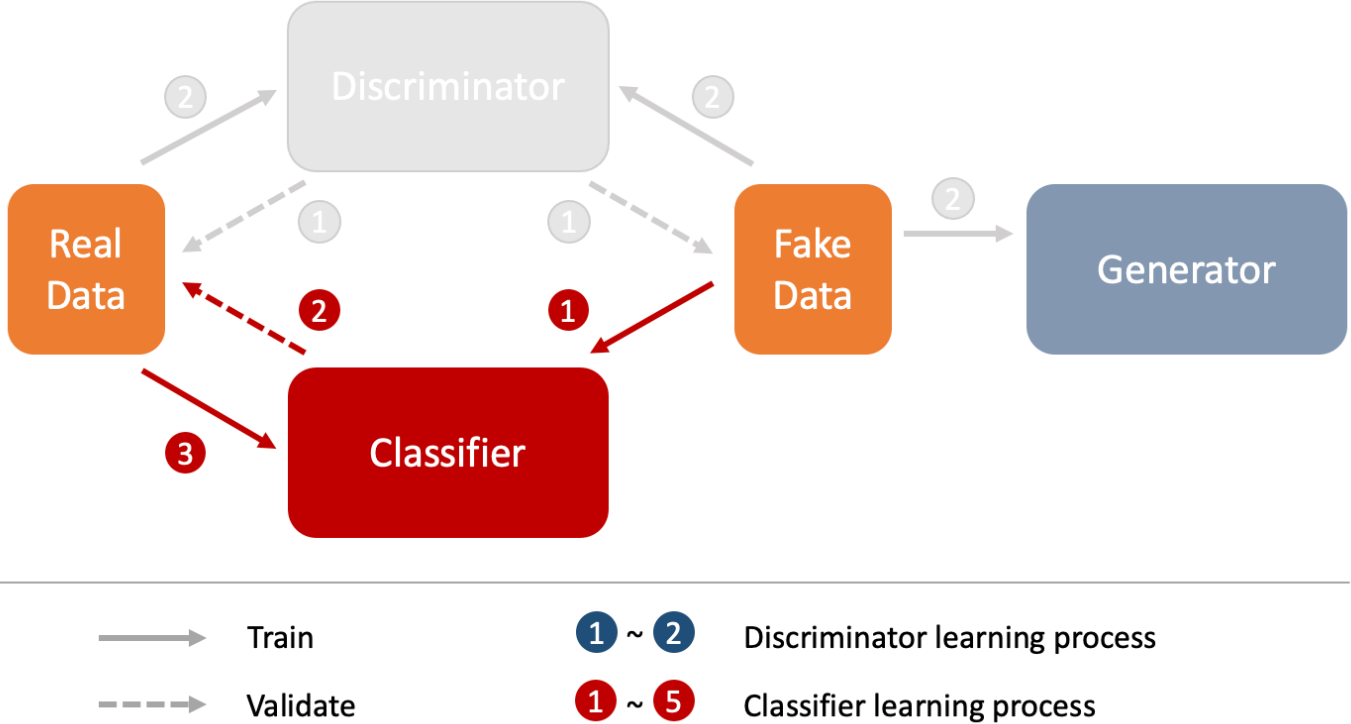 Discriminator
2
2
1
1
2
Real
Data
Fake
Data
Generator
2
1
3
Classifier
Train
1 ~ 2 Discriminator learning process
Validate
1 ~ 5 Classifier learning process